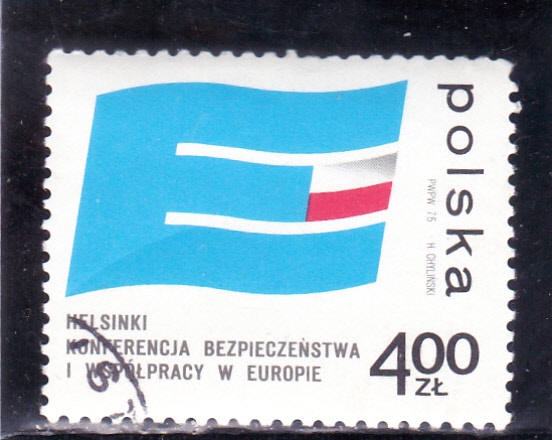 polska
PWPW 75 H CHYLIŃSKI
HELSINKI
KONFERENCJA BEZPIECZEŃSTWA
I WSPÓŁPRACY W EUROPIE
4.00
ZŁ